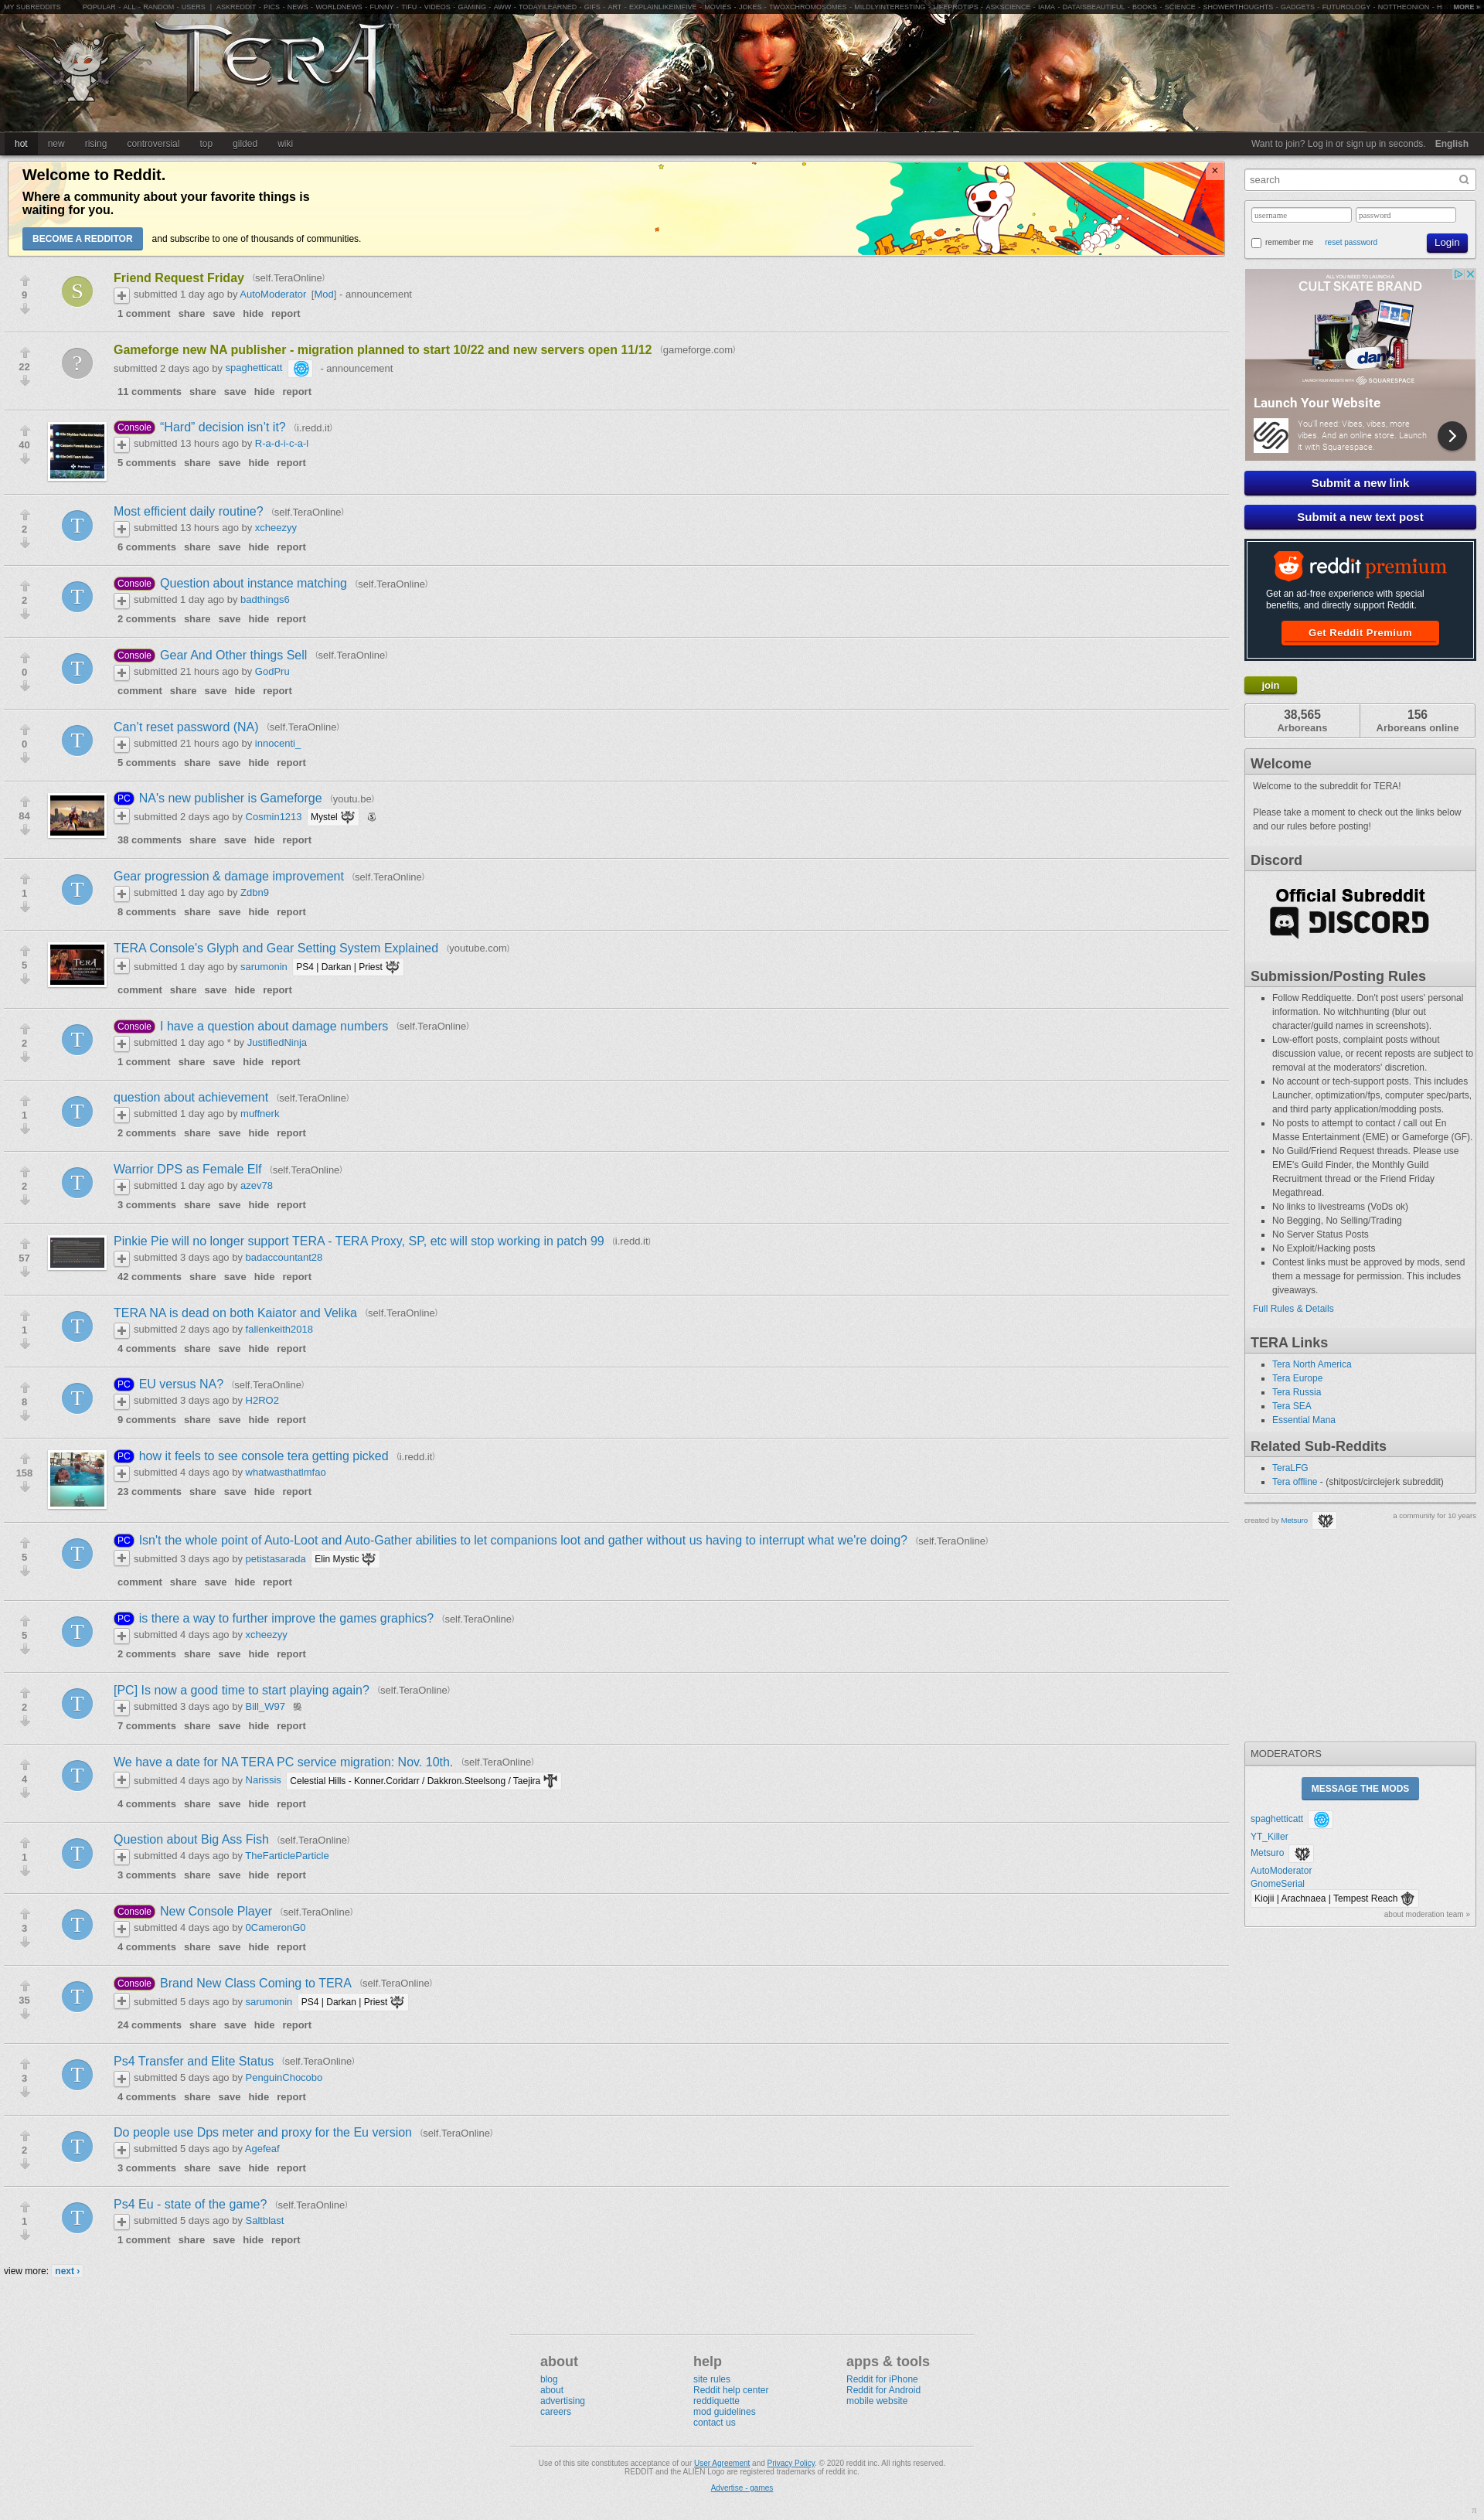 MY SUBREDDITS POPULAR - ALL - RANDOM - USERS | ASKREDDIT - PICS - NEWS - WORLDNEWS - FUNNY - TIFU - VIDEOS - GAMING - AWW - TODAYILEARNED - GIFS - ART - EXPLAINLIKEIMFIVE - MOVIES - JOKES - TWOXCHROMOSOMES - MILDLYINTERESTING - LIFEPROTIPS - ASKSCIENCE - IAMA - DATAISBEAUTIFUL - BOOKS - SCIENCE - SHOWERTHOUGHTS - GADGETS - FUTUROLOGY - NOTTHEONION - H MORE »
TERA
hot new rising controversial top gilded wiki Want to join? Log in or sign up in seconds. English
Welcome to Reddit.
Where a community about your favorite things is
waiting for you.
BECOME A REDDITOR and subscribe to one of thousands of communities.
9
S
Friend Request Friday (self.TeraOnline)
submitted 1 day ago by AutoModerator [Mod] - announcement
1 comment share save hide report
22
?
Gameforge new NA publisher - migration planned to start 10/22 and new servers open 11/12 (gameforge.com)
submitted 2 days ago by spaghetticatt - announcement
11 comments share save hide report
40
Console “Hard” decision isn’t it? (i.redd.it)
submitted 13 hours ago by R-a-d-i-c-a-l
5 comments share save hide report
2
T
Most efficient daily routine? (self.TeraOnline)
submitted 13 hours ago by xcheezyy
6 comments share save hide report
2
T
Console Question about instance matching (self.TeraOnline)
submitted 1 day ago by badthings6
2 comments share save hide report
0
T
Console Gear And Other things Sell (self.TeraOnline)
submitted 21 hours ago by GodPru
comment share save hide report
0
T
Can’t reset password (NA) (self.TeraOnline)
submitted 21 hours ago by innocenti_
5 comments share save hide report
84
PC NA's new publisher is Gameforge (youtu.be)
submitted 2 days ago by Cosmin1213 Mystel
38 comments share save hide report
1
T
Gear progression & damage improvement (self.TeraOnline)
submitted 1 day ago by Zdbn9
8 comments share save hide report
5
TERA Console's Glyph and Gear Setting System Explained (youtube.com)
submitted 1 day ago by sarumonin PS4 | Darkan | Priest
comment share save hide report
2
T
Console I have a question about damage numbers (self.TeraOnline)
submitted 1 day ago * by JustifiedNinja
1 comment share save hide report
1
T
question about achievement (self.TeraOnline)
submitted 1 day ago by muffnerk
2 comments share save hide report
2
T
Warrior DPS as Female Elf (self.TeraOnline)
submitted 1 day ago by azev78
3 comments share save hide report
57
Pinkie Pie will no longer support TERA - TERA Proxy, SP, etc will stop working in patch 99 (i.redd.it)
submitted 3 days ago by badaccountant28
42 comments share save hide report
1
T
TERA NA is dead on both Kaiator and Velika (self.TeraOnline)
submitted 2 days ago by fallenkeith2018
4 comments share save hide report
8
T
PC EU versus NA? (self.TeraOnline)
submitted 3 days ago by H2RO2
9 comments share save hide report
158
PC how it feels to see console tera getting picked (i.redd.it)
submitted 4 days ago by whatwasthatlmfao
23 comments share save hide report
5
T
PC Isn't the whole point of Auto-Loot and Auto-Gather abilities to let companions loot and gather without us having to interrupt what we're doing? (self.TeraOnline)
submitted 3 days ago by petistasarada Elin Mystic
comment share save hide report
5
T
PC is there a way to further improve the games graphics? (self.TeraOnline)
submitted 4 days ago by xcheezyy
2 comments share save hide report
2
T
[PC] Is now a good time to start playing again? (self.TeraOnline)
submitted 3 days ago by Bill_W97
7 comments share save hide report
4
T
We have a date for NA TERA PC service migration: Nov. 10th. (self.TeraOnline)
submitted 4 days ago by Narissis Celestial Hills - Konner.Coridarr / Dakkron.Steelsong / Taejira
4 comments share save hide report
1
T
Question about Big Ass Fish (self.TeraOnline)
submitted 4 days ago by TheFarticleParticle
3 comments share save hide report
3
T
Console New Console Player (self.TeraOnline)
submitted 4 days ago by 0CameronG0
4 comments share save hide report
35
T
Console Brand New Class Coming to TERA (self.TeraOnline)
submitted 5 days ago by sarumonin PS4 | Darkan | Priest
24 comments share save hide report
3
T
Ps4 Transfer and Elite Status (self.TeraOnline)
submitted 5 days ago by PenguinChocobo
4 comments share save hide report
2
T
Do people use Dps meter and proxy for the Eu version (self.TeraOnline)
submitted 5 days ago by Agefeaf
3 comments share save hide report
1
T
Ps4 Eu - state of the game? (self.TeraOnline)
submitted 5 days ago by Saltblast
1 comment share save hide report
view more: next ›
search
username password
remember me reset password Login
ALL YOU NEED TO LAUNCH A
CULT SKATE BRAND
dank
LAUNCH YOUR WEBSITE WITH SQUARESPACE
Launch Your Website
You'll need: Vibes, vibes, more
vibes. And an online store. Launch
it with Squarespace.
Submit a new link
Submit a new text post
reddit premium
Get an ad-free experience with special
benefits, and directly support Reddit.
Get Reddit Premium
join
38,565 156
Arboreans Arboreans online
Welcome
Welcome to the subreddit for TERA!
Please take a moment to check out the links below
and our rules before posting!
Discord
Official Subreddit
DISCORD
Submission/Posting Rules
Follow Reddiquette. Don't post users' personal
information. No witchhunting (blur out
character/guild names in screenshots).
Low-effort posts, complaint posts without
discussion value, or recent reposts are subject to
removal at the moderators' discretion.
No account or tech-support posts. This includes
Launcher, optimization/fps, computer spec/parts,
and third party application/modding posts.
No posts to attempt to contact / call out En
Masse Entertainment (EME) or Gameforge (GF).
No Guild/Friend Request threads. Please use
EME's Guild Finder, the Monthly Guild
Recruitment thread or the Friend Friday
Megathread.
No links to livestreams (VoDs ok)
No Begging, No Selling/Trading
No Server Status Posts
No Exploit/Hacking posts
Contest links must be approved by mods, send
them a message for permission. This includes
giveaways.
Full Rules & Details
TERA Links
Tera North America
Tera Europe
Tera Russia
Tera SEA
Essential Mana
Related Sub-Reddits
TeraLFG
Tera offline - (shitpost/circlejerk subreddit)
created by Metsuro a community for 10 years
MODERATORS
MESSAGE THE MODS
spaghetticatt
YT_Killer
Metsuro
AutoModerator
GnomeSerial
Kiojii | Arachnaea | Tempest Reach
about moderation team »
about help apps & tools
blog site rules Reddit for iPhone
about Reddit help center Reddit for Android
advertising reddiquette mobile website
careers mod guidelines
contact us
Use of this site constitutes acceptance of our User Agreement and Privacy Policy. © 2020 reddit inc. All rights reserved.
REDDIT and the ALIEN Logo are registered trademarks of reddit inc.
Advertise - games
π